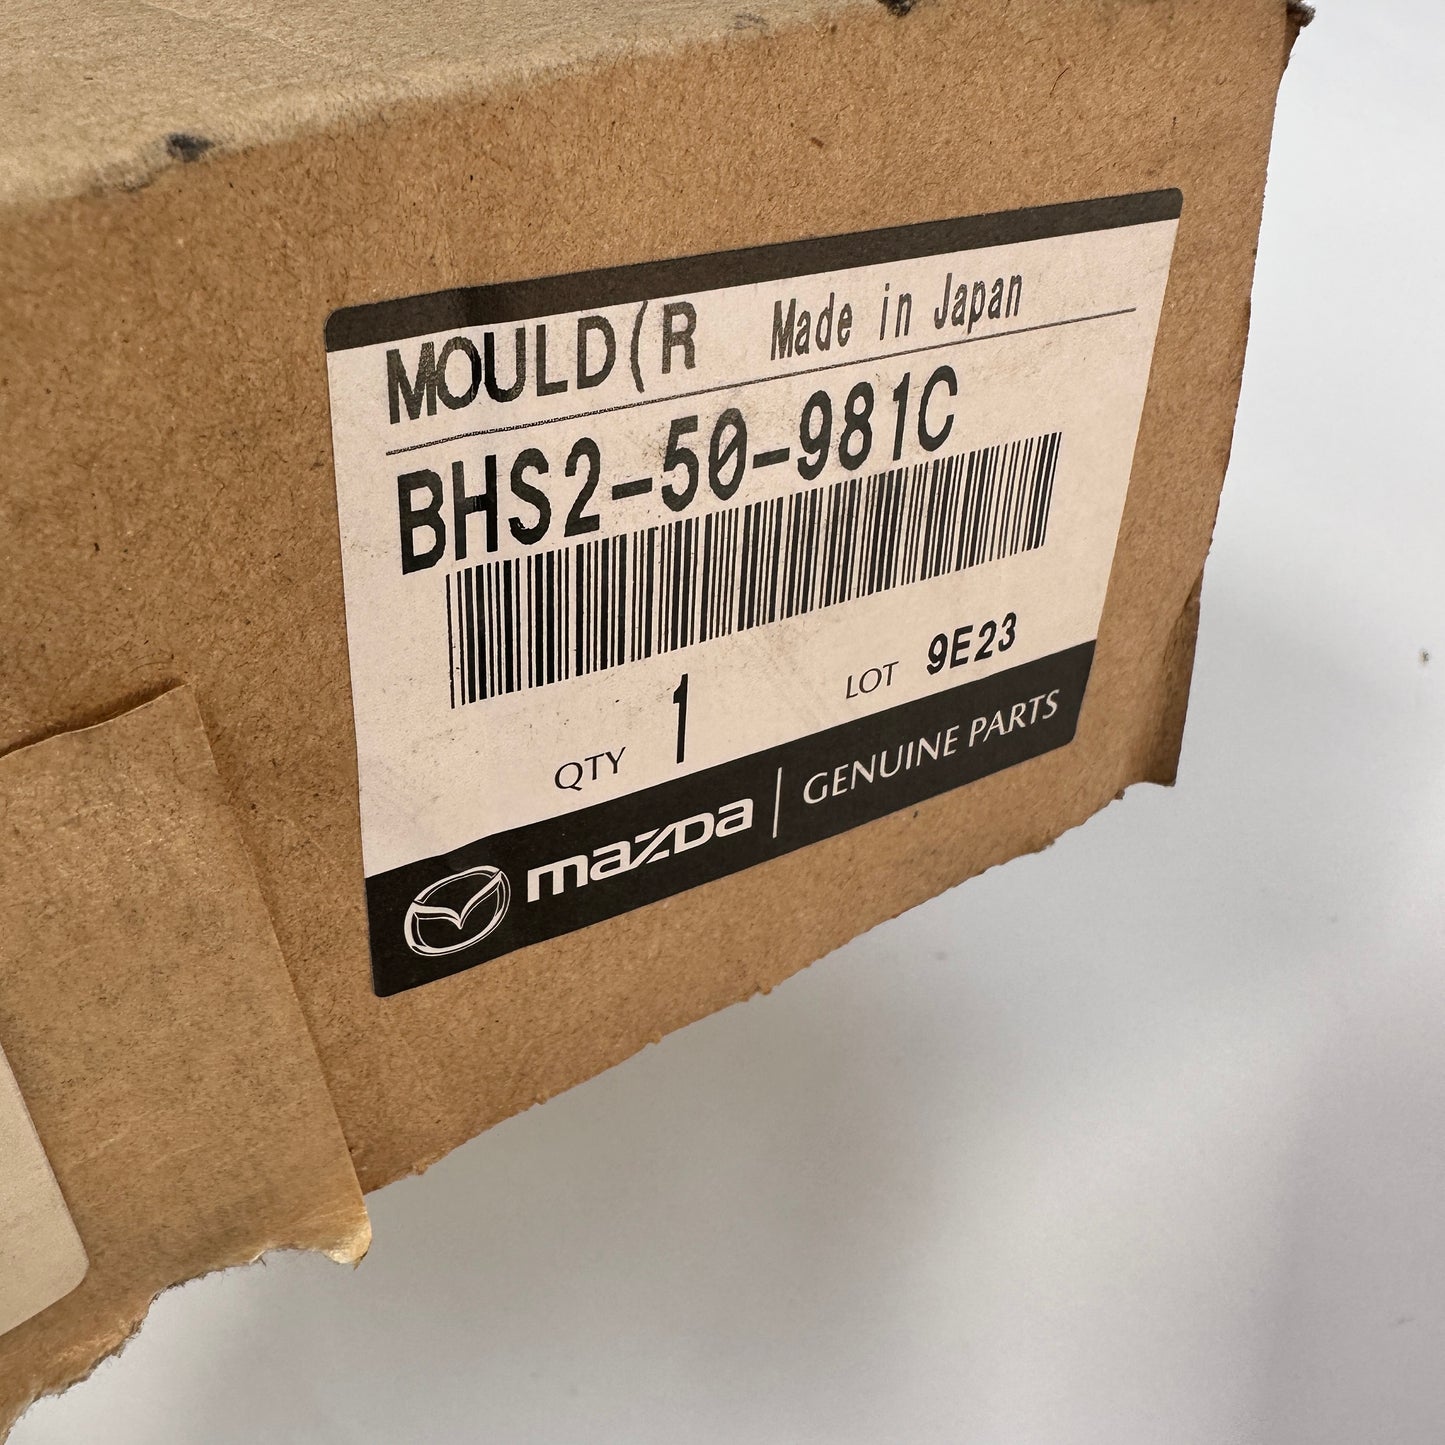 MOULD(R Made in Japan
BHS2-50-981C
QTY 1 LOT 9E23
mazda | GENUINE PARTS